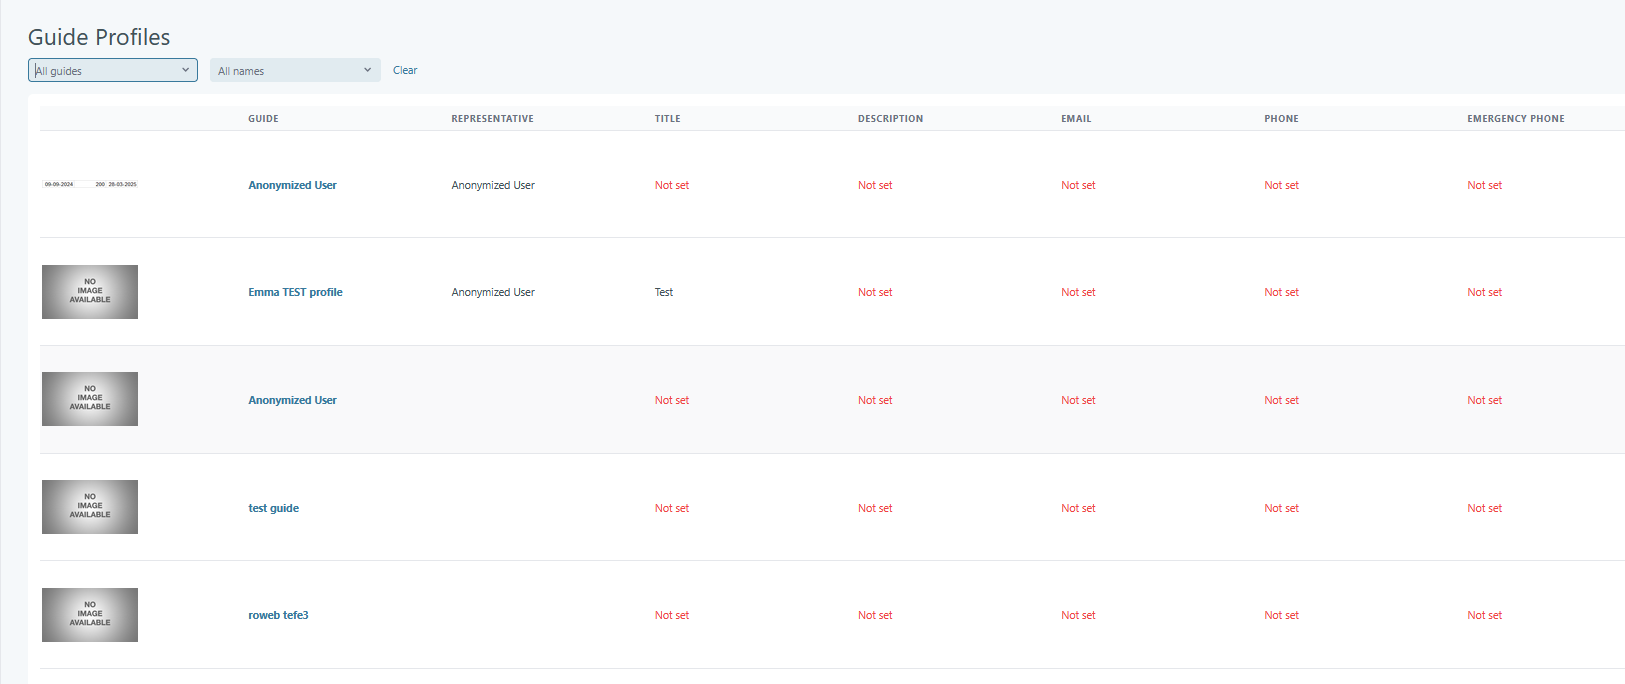 Guide Profiles
All guides All names Clear
GUIDE REPRESENTATIVE TITLE DESCRIPTION EMAIL PHONE EMERGENCY PHONE
09-09-2024 200 28-03-2025 Anonymized User Anonymized User Not set Not set Not set Not set Not set
NO
IMAGE
AVAILABLE
Emma TEST profile Anonymized User Test Not set Not set Not set Not set
NO
IMAGE
AVAILABLE
Anonymized User Not set Not set Not set Not set Not set
NO
IMAGE
AVAILABLE
test guide Not set Not set Not set Not set Not set
NO
IMAGE
AVAILABLE
roweb tefe3 Not set Not set Not set Not set Not set